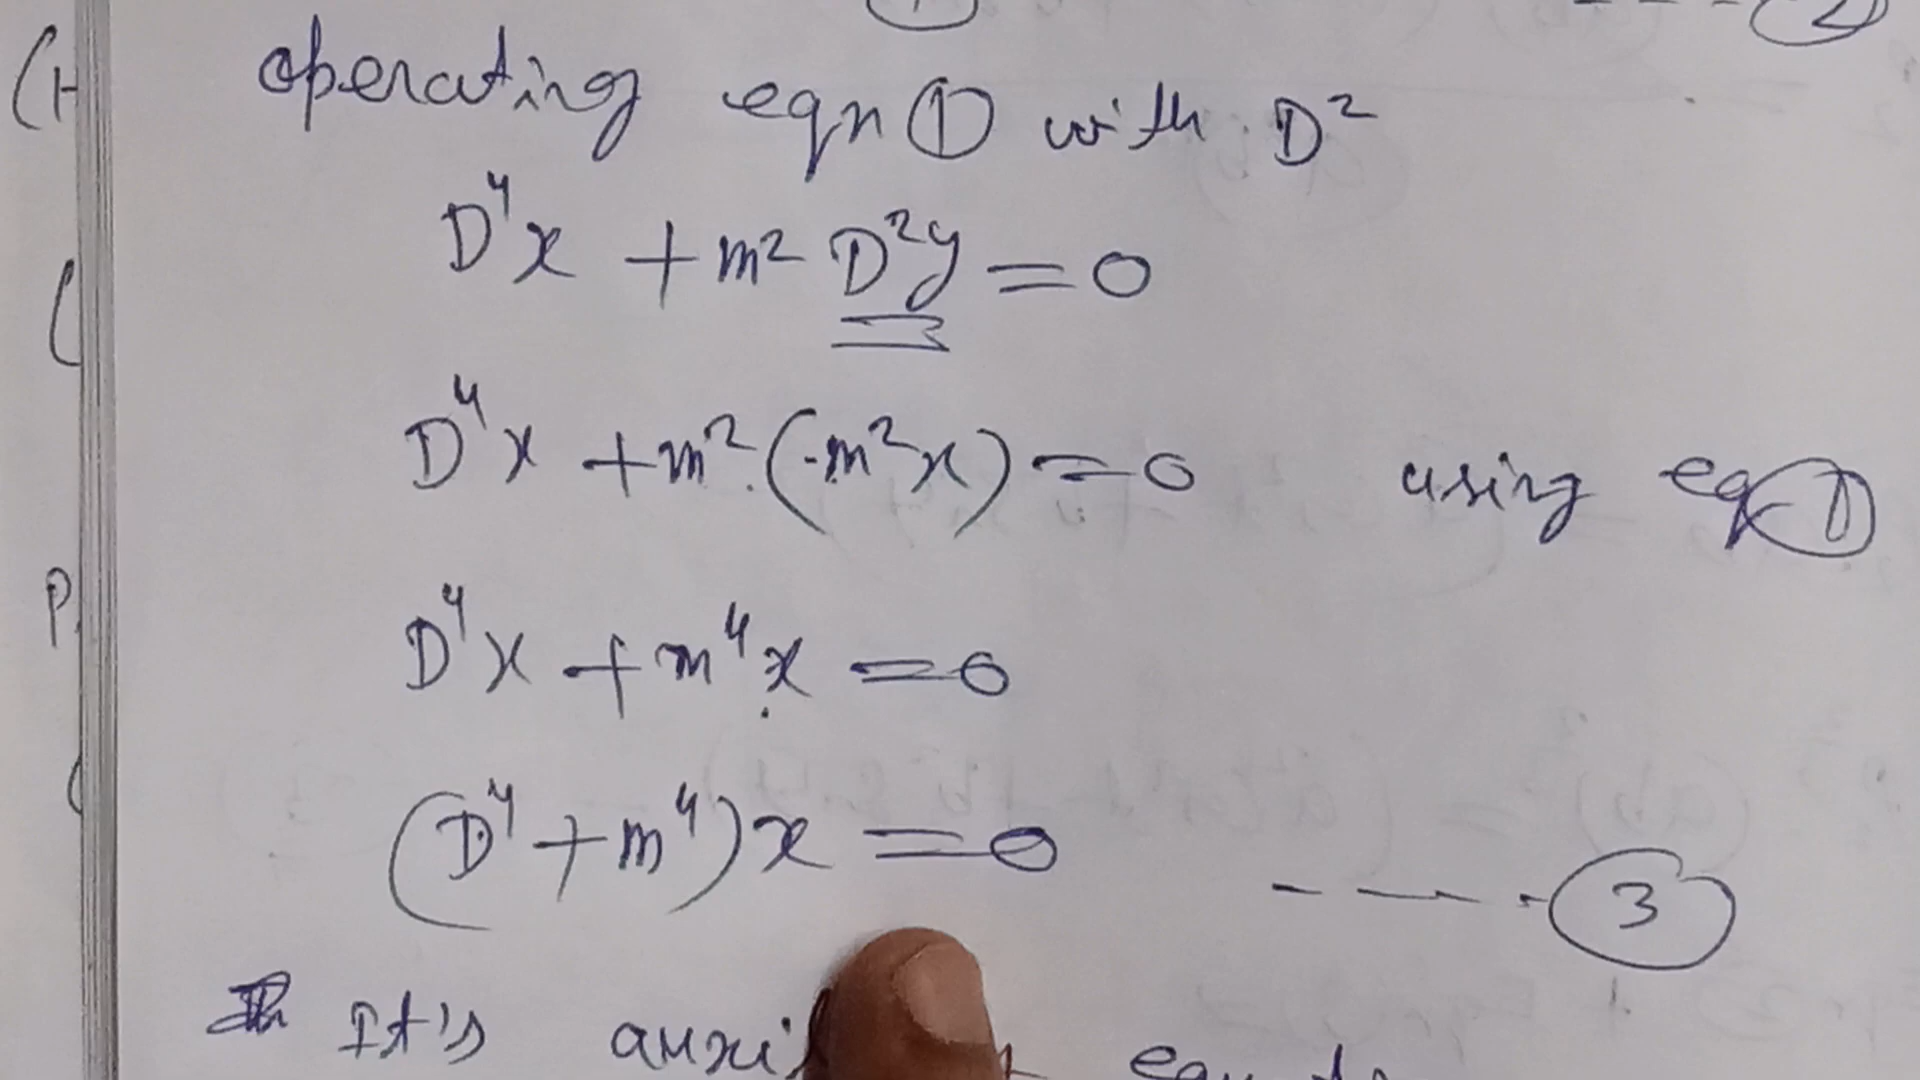 - - - - (2)
operating eqn ① with D²
D⁴x + m² D²y = 0
D⁴x + m² (-m²x) = 0 using eq ①
D⁴x + m⁴x = 0
(D⁴ + m⁴)x = 0 - - - - ③
It's